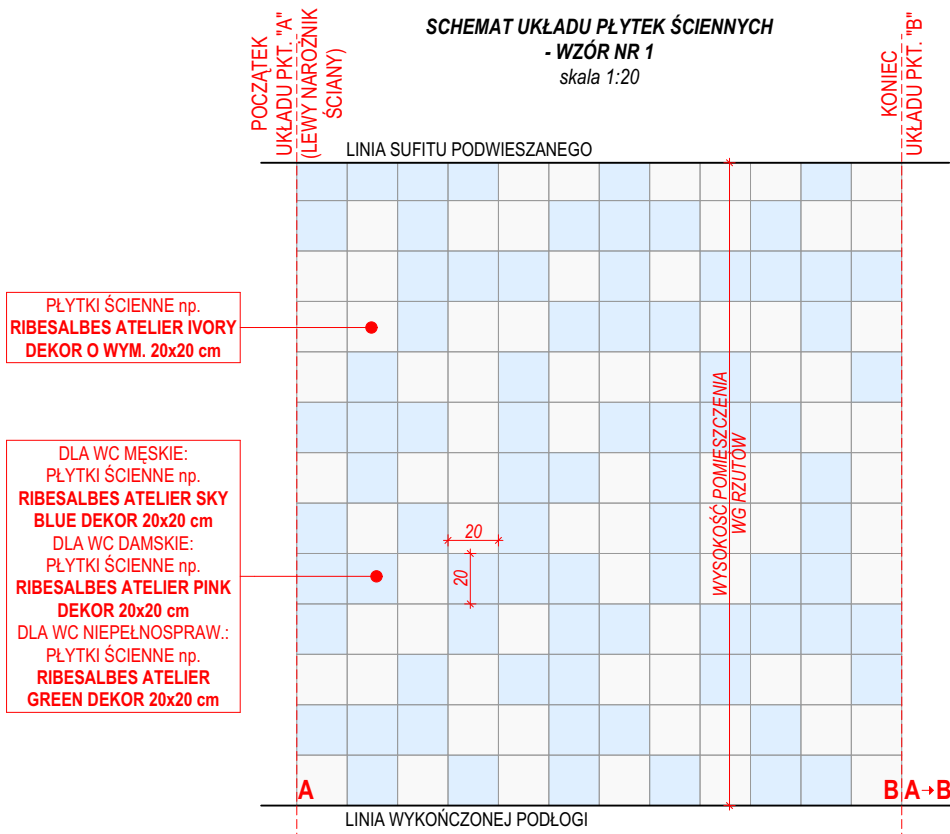 SCHEMAT UKŁADU PŁYTEK ŚCIENNYCH
- WZÓR NR 1
skala 1:20
POCZĄTEK
UKŁADU PKT. "A"
(LEWY NAROŻNIK
ŚCIANY)
KONIEC
UKŁADU PKT. "B"
LINIA SUFITU PODWIESZANEGO
PŁYTKI ŚCIENNE np.
RIBESALBES ATELIER IVORY
DEKOR O WYM. 20x20 cm
DLA WC MĘSKIE:
PŁYTKI ŚCIENNE np.
RIBESALBES ATELIER SKY
BLUE DEKOR 20x20 cm
DLA WC DAMSKIE:
PŁYTKI ŚCIENNE np.
RIBESALBES ATELIER PINK
DEKOR 20x20 cm
DLA WC NIEPEŁNOSPRAW.:
PŁYTKI ŚCIENNE np.
RIBESALBES ATELIER
GREEN DEKOR 20x20 cm
20
20
WYSOKOŚĆ POMIESZCZENIA
WG RZUTÓW
A
B
A→B
LINIA WYKOŃCZONEJ PODŁOGI